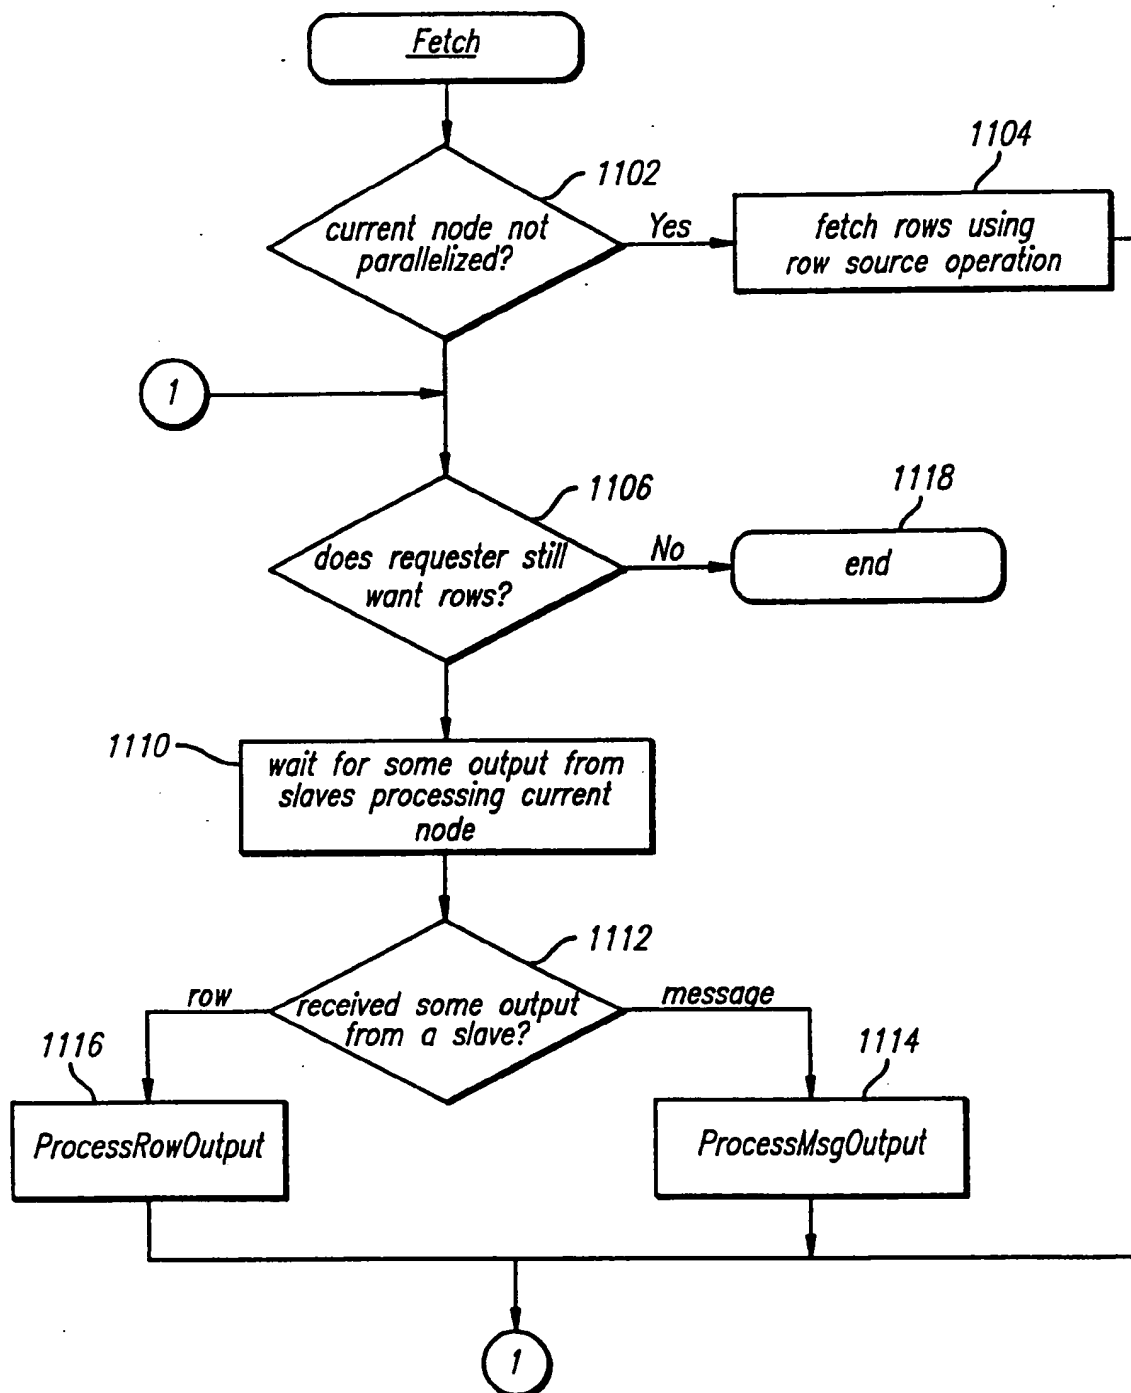 Fetch
1102
1104
current node not
parallelized?
Yes
fetch rows using
row source operation
1
1106
1118
does requester still
want rows?
No
end
1110
wait for some output from
slaves processing current
node
1112
received some output
from a slave?
row
message
1116
1114
ProcessRowOutput
ProcessMsgOutput
1